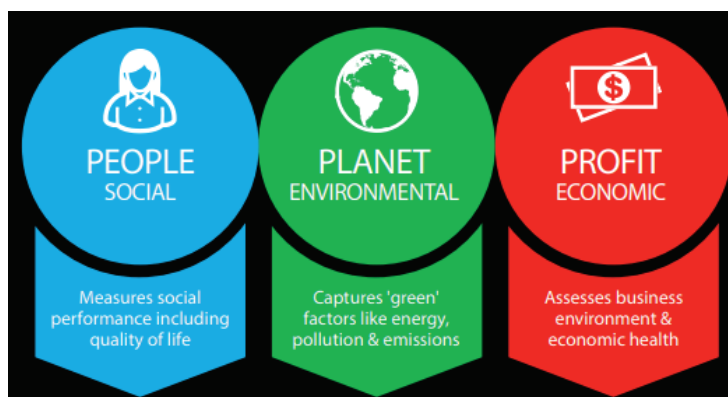 PEOPLE
SOCIAL
Measures social
performance including
quality of life
PLANET
ENVIRONMENTAL
Captures 'green'
factors like energy,
pollution & emissions
$
PROFIT
ECONOMIC
Assesses business
environment &
economic health